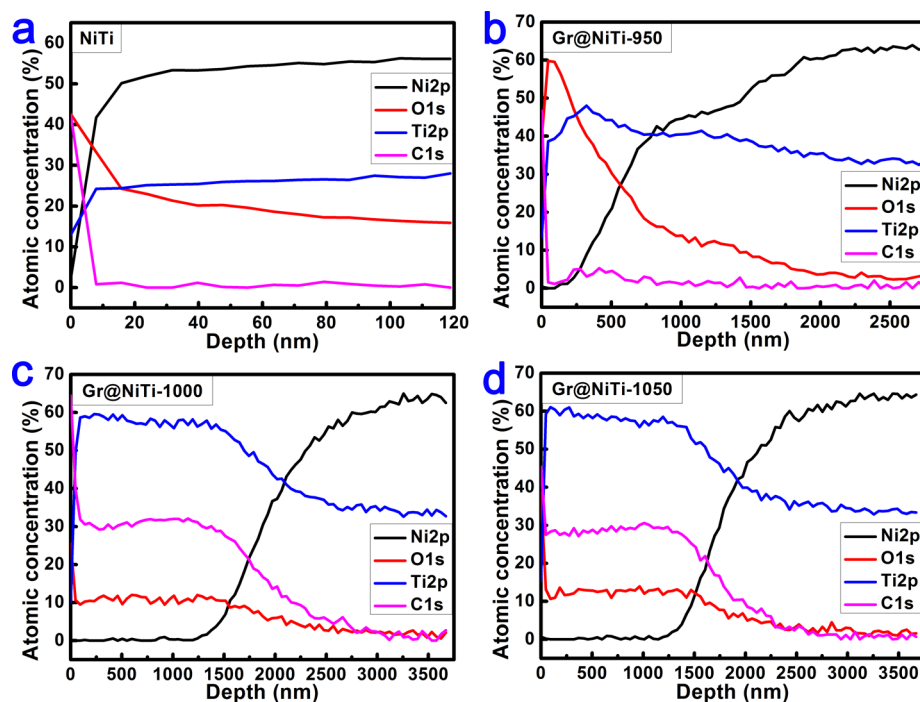 a
NiTi
Atomic concentration (%)
60
50
40
30
20
10
0
Ni2p
O1s
Ti2p
C1s
0 20 40 60 80 100 120
Depth (nm)
b
Gr@NiTi-950
Atomic concentration (%)
70
60
50
40
30
20
10
0
Ni2p
O1s
Ti2p
C1s
0 500 1000 1500 2000 2500
Depth (nm)
c
Gr@NiTi-1000
Atomic concentration (%)
70
60
50
40
30
20
10
0
Ni2p
O1s
Ti2p
C1s
0 500 1000 1500 2000 2500 3000 3500
Depth (nm)
d
Gr@NiTi-1050
Atomic concentration (%)
70
60
50
40
30
20
10
0
Ni2p
O1s
Ti2p
C1s
0 500 1000 1500 2000 2500 3000 3500
Depth (nm)